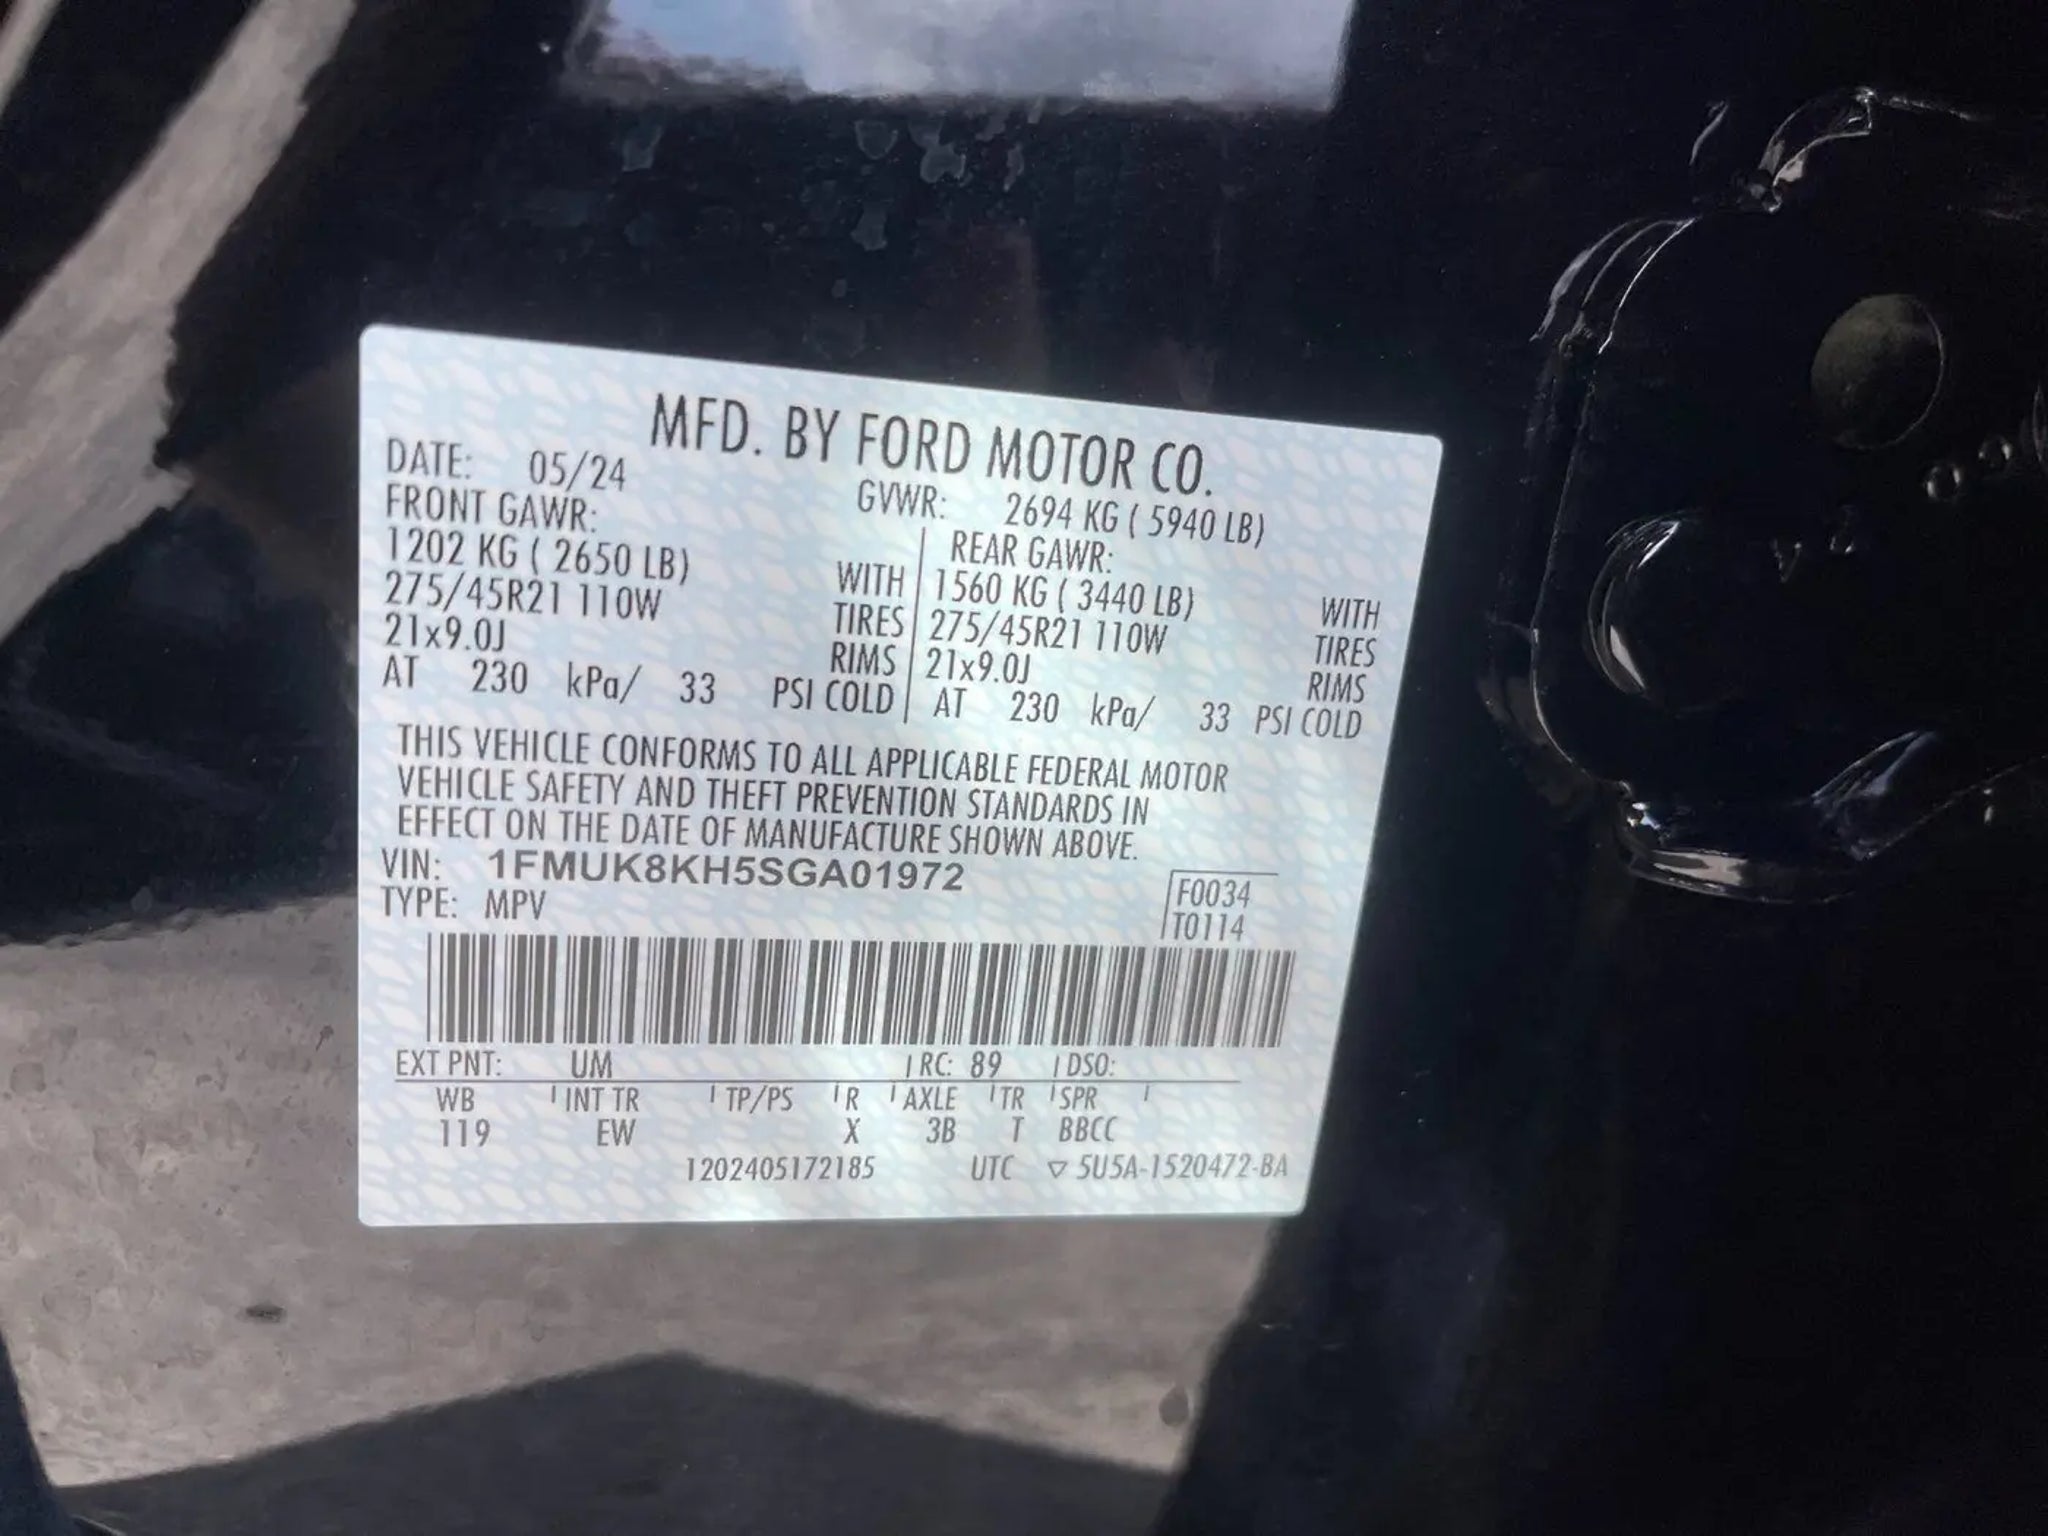 MFD. BY FORD MOTOR CO.
DATE: 05/24 GVWR: 2694 KG ( 5940 LB)
FRONT GAWR: REAR GAWR:
1202 KG ( 2650 LB) WITH 1560 KG ( 3440 LB) WITH
275/45R21 110W TIRES 275/45R21 110W TIRES
21x9.0J RIMS 21x9.0J RIMS
AT 230 kPa/ 33 PSI COLD AT 230 kPa/ 33 PSI COLD
THIS VEHICLE CONFORMS TO ALL APPLICABLE FEDERAL MOTOR
VEHICLE SAFETY AND THEFT PREVENTION STANDARDS IN
EFFECT ON THE DATE OF MANUFACTURE SHOWN ABOVE.
VIN: 1FMUK8KH5SGA01972
TYPE: MPV F0034
T0114
EXT PNT: UM RC: 89 DSO:
WB INT TR TP/PS R AXLE TR SPR
119 EW X 3B T BBCC
1202405172185 UTC ▽ 5U5A-1520472-BA